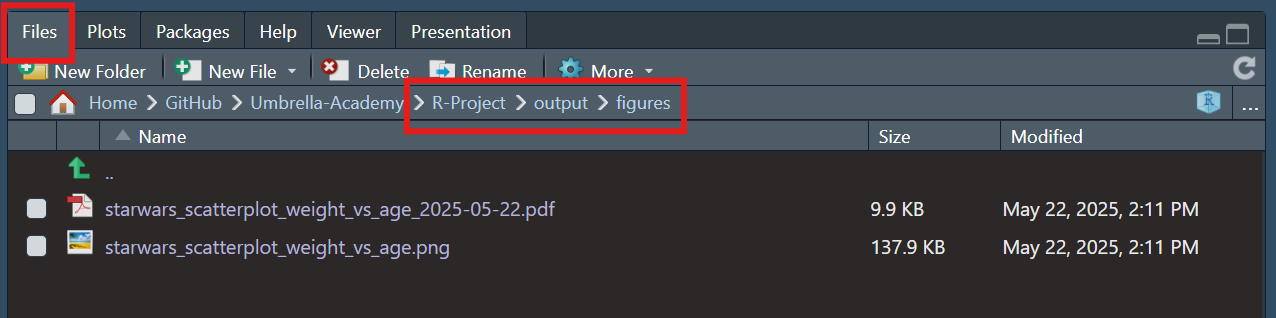 Files Plots Packages Help Viewer Presentation
New Folder New File Delete Rename More
Home GitHub Umbrella-Academy R-Project output figures R ...
Name Size Modified
..
starwars_scatterplot_weight_vs_age_2025-05-22.pdf 9.9 KB May 22, 2025, 2:11 PM
starwars_scatterplot_weight_vs_age.png 137.9 KB May 22, 2025, 2:11 PM